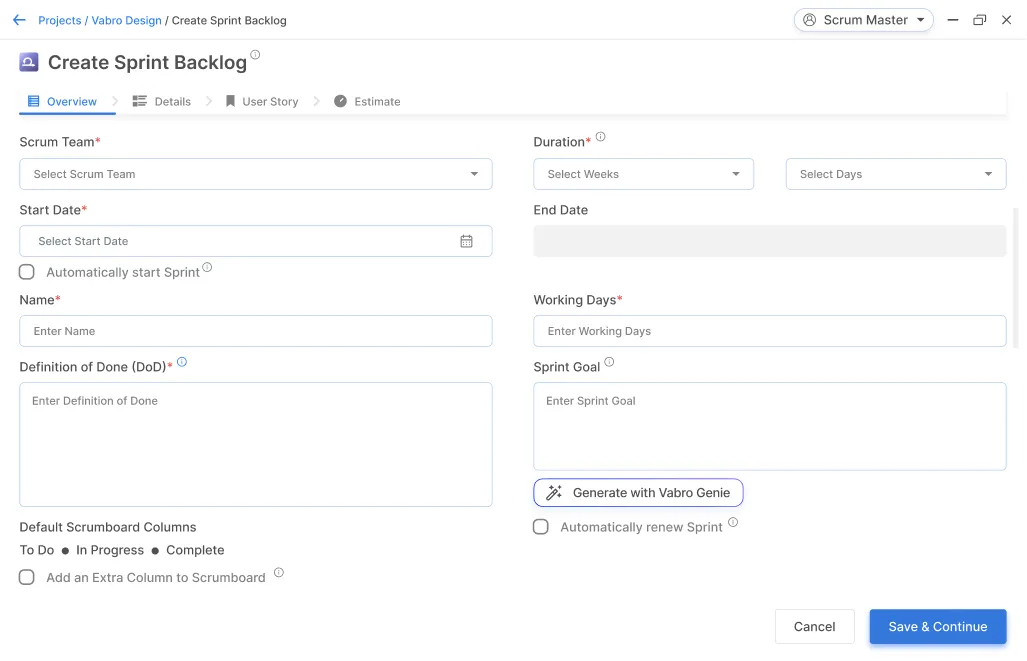 Projects / Vabro Design / Create Sprint Backlog
Scrum Master
Create Sprint Backlog
Overview
Details
User Story
Estimate
Scrum Team*
Select Scrum Team
Duration*
Select Weeks
Select Days
Start Date*
Select Start Date
End Date
Automatically start Sprint
Name*
Enter Name
Working Days*
Enter Working Days
Definition of Done (DoD)*
Enter Definition of Done
Sprint Goal
Enter Sprint Goal
Generate with Vabro Genie
Automatically renew Sprint
Default Scrumboard Columns
To Do ● In Progress ● Complete
Add an Extra Column to Scrumboard
Cancel
Save & Continue